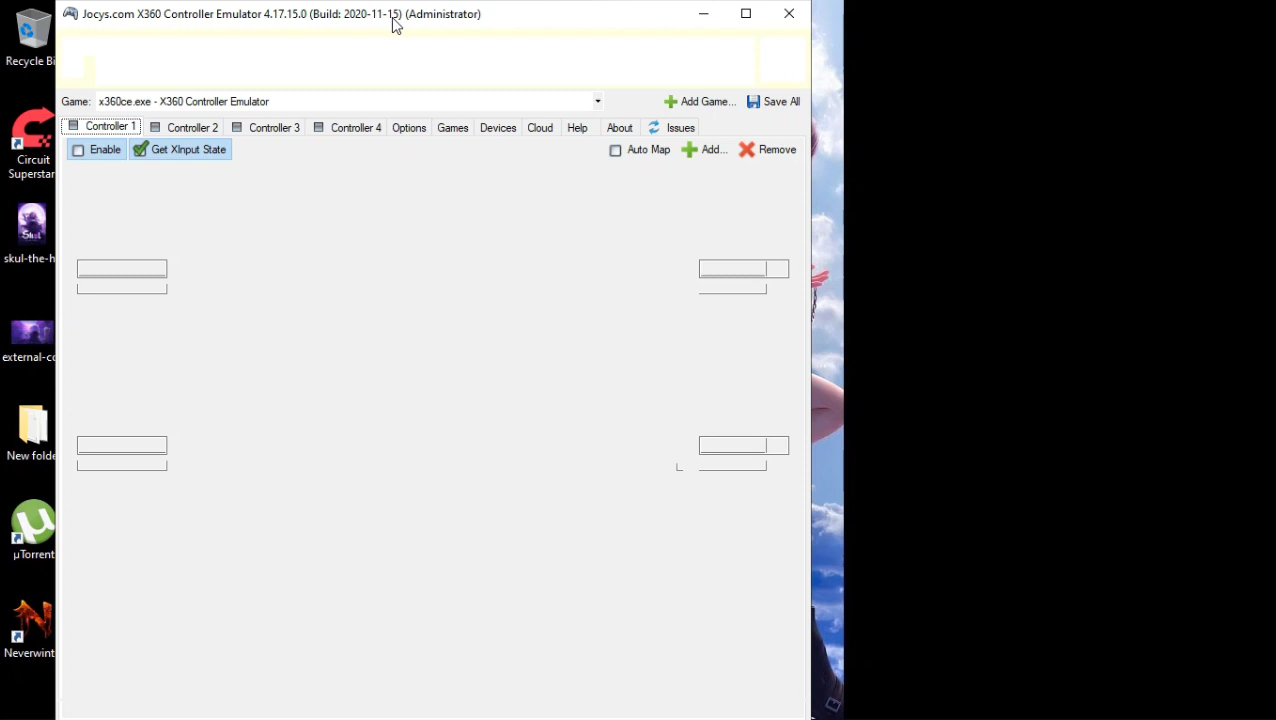 Jocys.com X360 Controller Emulator 4.17.15.0 (Build: 2020-11-15) (Administrator)
Recycle Bi
Game: x360ce.exe - X360 Controller Emulator Add Game... Save All
Controller 1 Controller 2 Controller 3 Controller 4 Options Games Devices Cloud Help About Issues
Enable Get XInput State Auto Map Add... Remove
Circuit
Superstar
Skul
skul-the-h
external-co
New folde
µTorrent
Neverwint